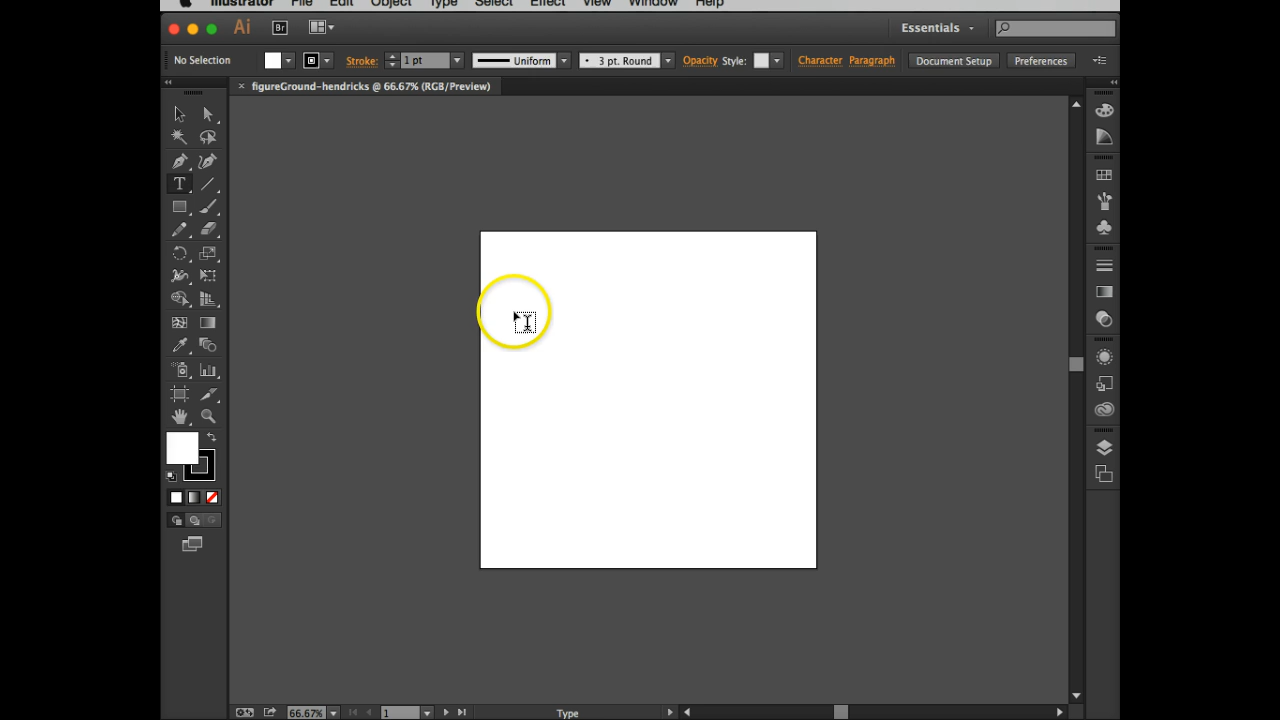 Illustrator File Edit Object Type Select Effect View Window Help
Ai Br Essentials
No Selection Stroke: 1 pt Uniform 3 pt. Round Opacity Style: Character Paragraph Document Setup Preferences
× figureGround-hendricks @ 66.67% (RGB/Preview)
T
66.67% 1 Type